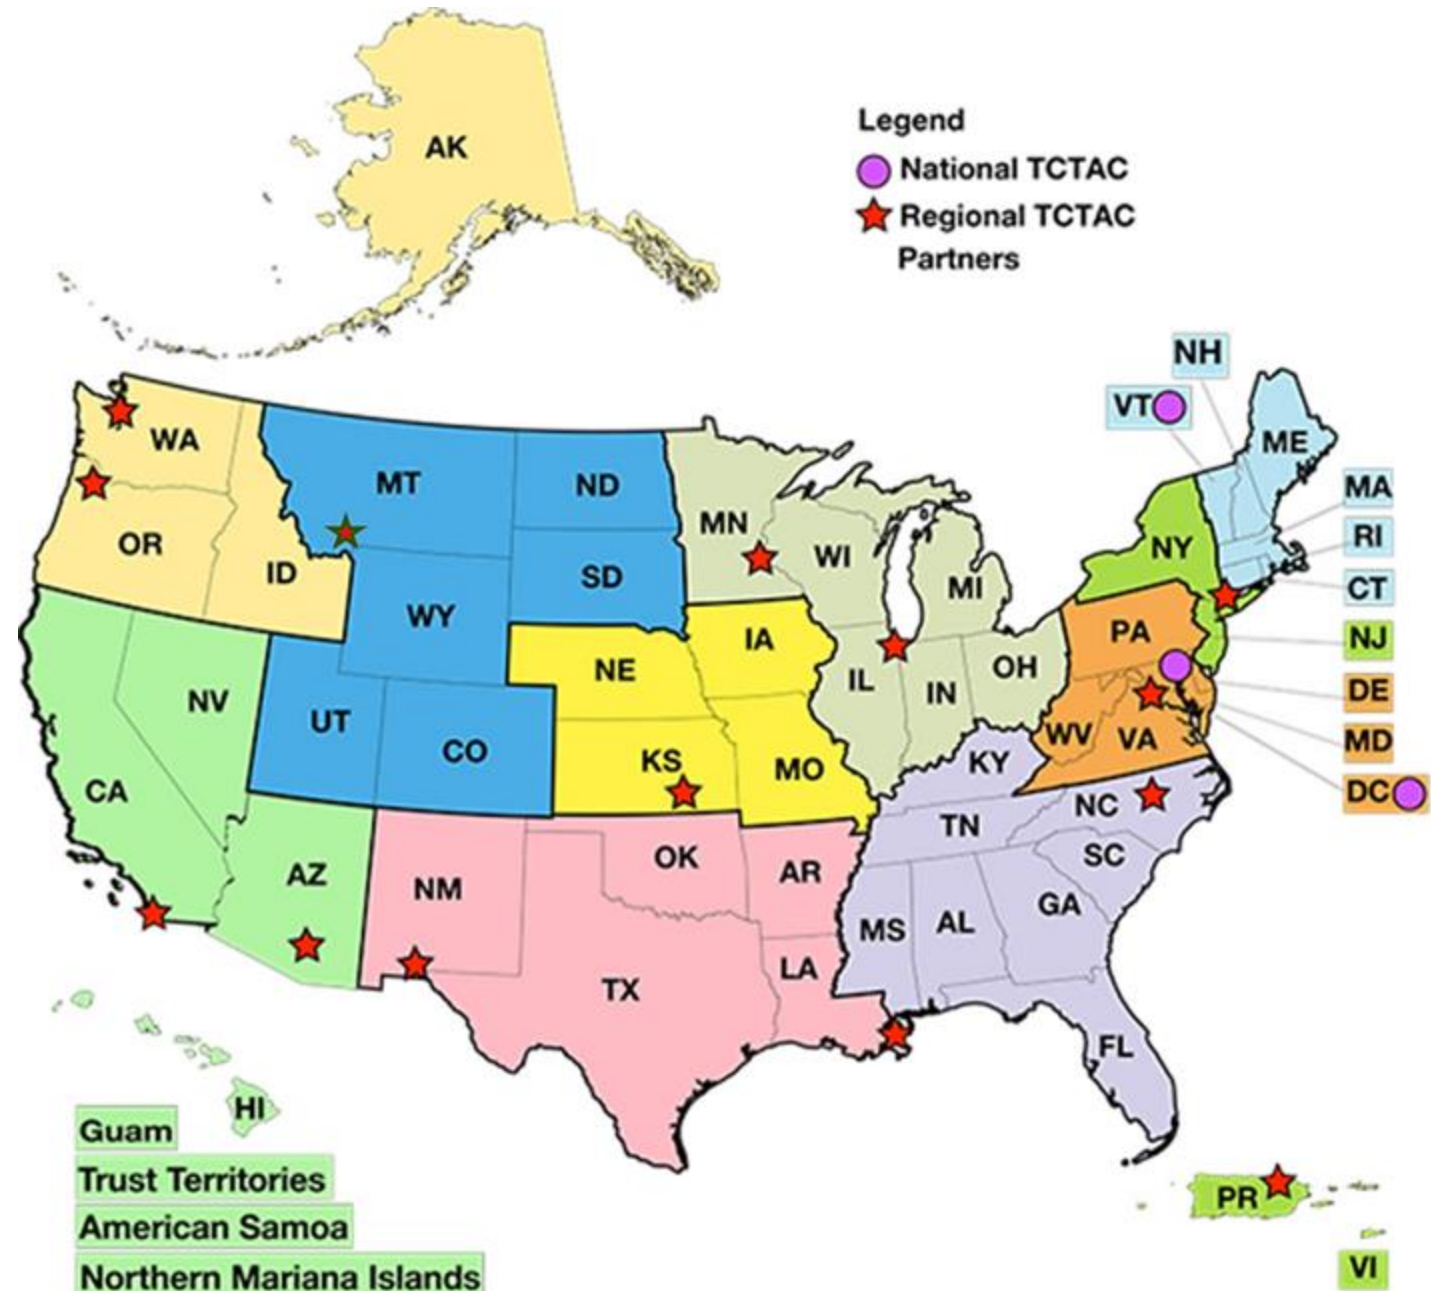 AK
Legend
National TCTAC
Regional TCTAC
Partners
NH
VT
ME
MA
RI
CT
NJ
DE
MD
DC
WA
OR
ID
MT
ND
SD
WY
MN
WI
MI
NY
PA
IA
NE
IL
IN
OH
NV
UT
CO
KS
MO
WV
VA
KY
CA
AZ
NM
OK
AR
TN
NC
SC
MS
AL
GA
TX
LA
FL
HI
Guam
Trust Territories
American Samoa
Northern Mariana Islands
PR
VI